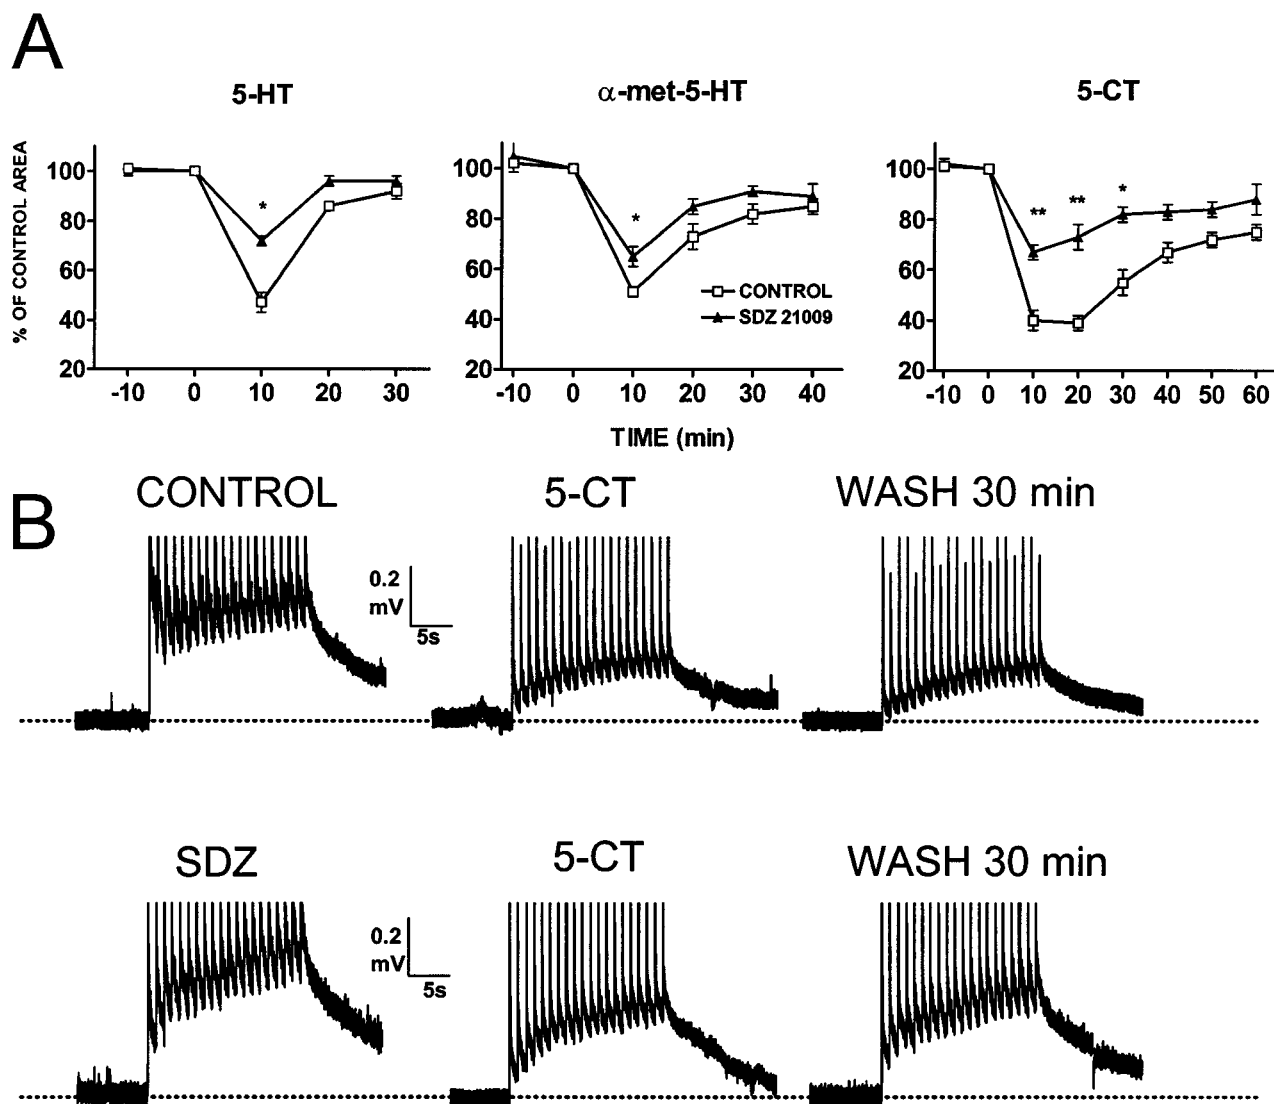 A
5-HT
α-met-5-HT
5-CT
% OF CONTROL AREA
100
80
60
40
20
-10 0 10 20 30
*
100
80
60
40
20
-10 0 10 20 30 40
*
CONTROL
SDZ 21009
100
80
60
40
20
-10 0 10 20 30 40 50 60
** ** *
TIME (min)
B
CONTROL
5-CT
WASH 30 min
0.2
mV
5s
SDZ
5-CT
WASH 30 min
0.2
mV
5s